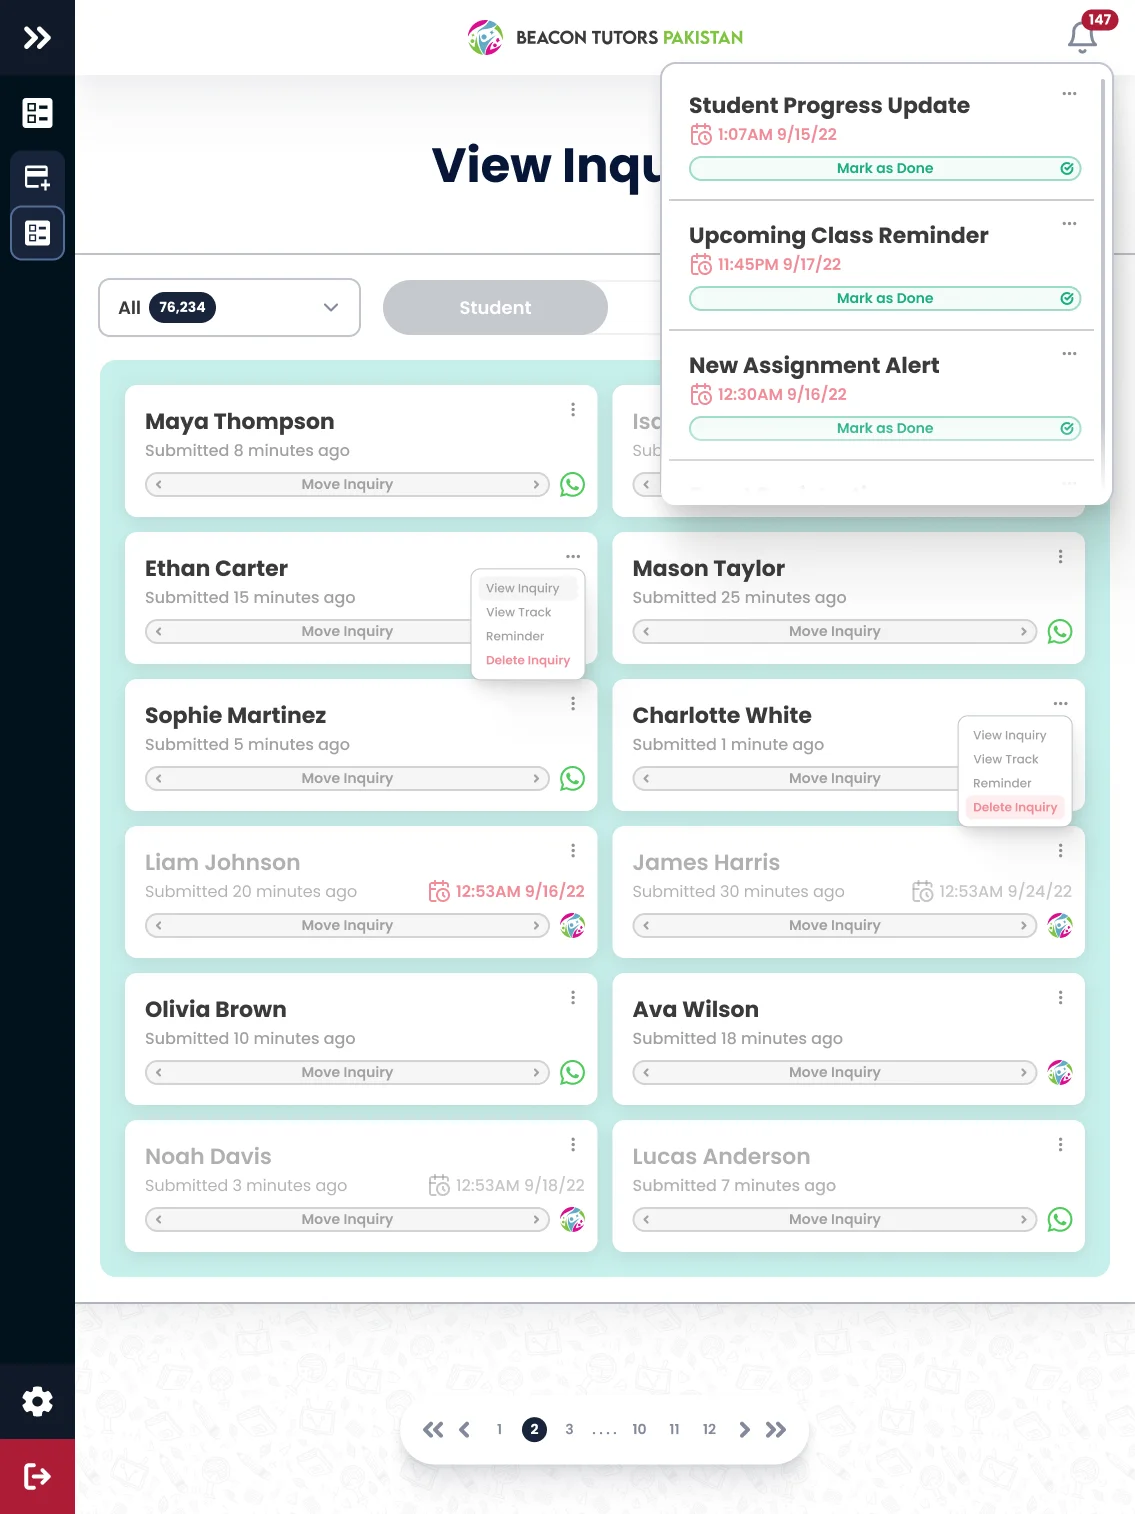 147
BEACON TUTORS PAKISTAN
View Inqu
Student Progress Update
1:07AM 9/15/22
Mark as Done
Upcoming Class Reminder
11:45PM 9/17/22
Mark as Done
New Assignment Alert
12:30AM 9/16/22
Mark as Done
All 76,234
Student
Maya Thompson
Submitted 8 minutes ago
Move Inquiry
Isa
Sub
Ethan Carter
Submitted 15 minutes ago
Move Inquiry
View Inquiry
View Track
Reminder
Delete Inquiry
Mason Taylor
Submitted 25 minutes ago
Move Inquiry
Sophie Martinez
Submitted 5 minutes ago
Move Inquiry
Charlotte White
Submitted 1 minute ago
Move Inquiry
View Inquiry
View Track
Reminder
Delete Inquiry
Liam Johnson
Submitted 20 minutes ago
12:53AM 9/16/22
Move Inquiry
James Harris
Submitted 30 minutes ago
12:53AM 9/24/22
Move Inquiry
Olivia Brown
Submitted 10 minutes ago
Move Inquiry
Ava Wilson
Submitted 18 minutes ago
Move Inquiry
Noah Davis
Submitted 3 minutes ago
12:53AM 9/18/22
Move Inquiry
Lucas Anderson
Submitted 7 minutes ago
Move Inquiry
1 2 3 .... 10 11 12